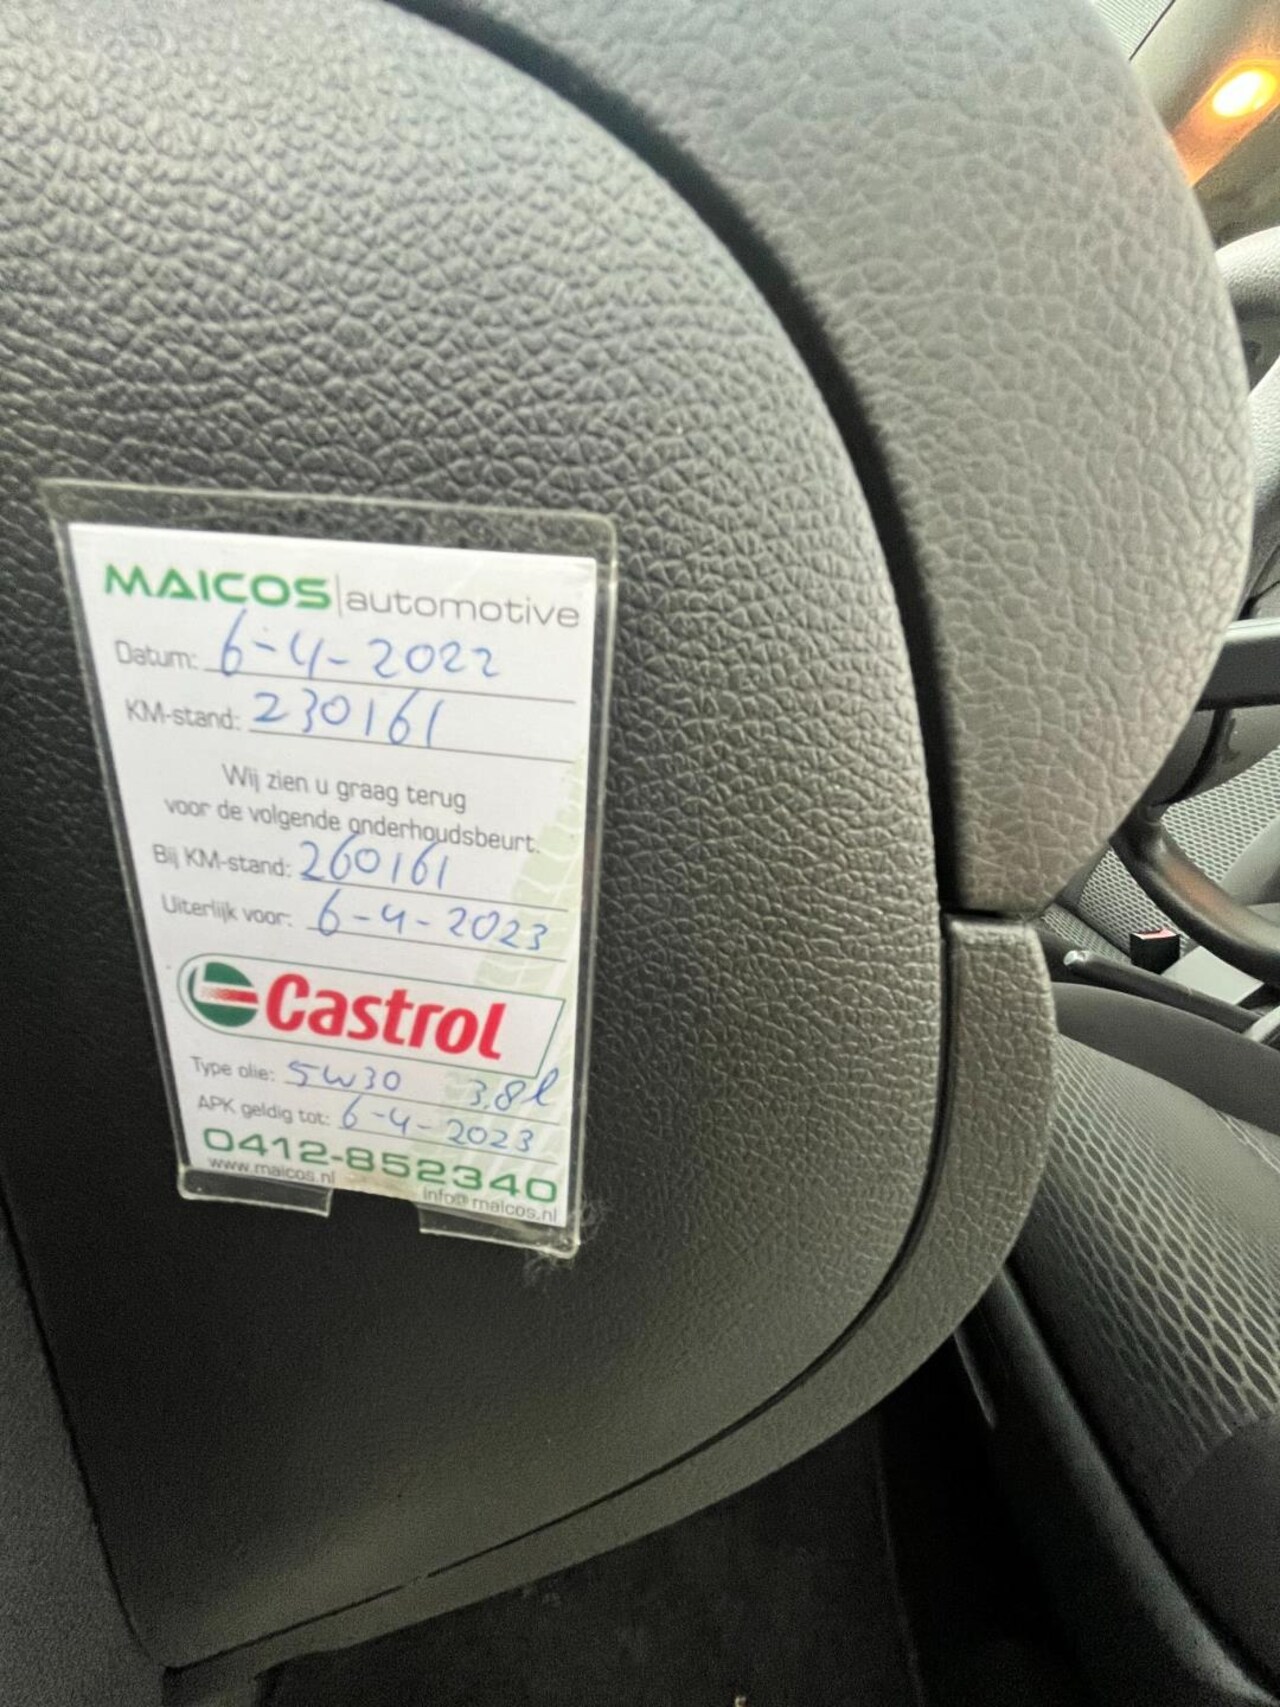 MAICOS|automotive
Datum: 6-4-2022
KM-stand: 230161
Wij zien u graag terug
voor de volgende onderhoudsbeurt.
Bij KM-stand: 260161
Uiterlijk voor: 6-4-2023
Castrol
Type olie: 5W30 3,8l
APK geldig tot: 6-4-2023
0412-852340
www.maicos.nl
info@maicos.nl